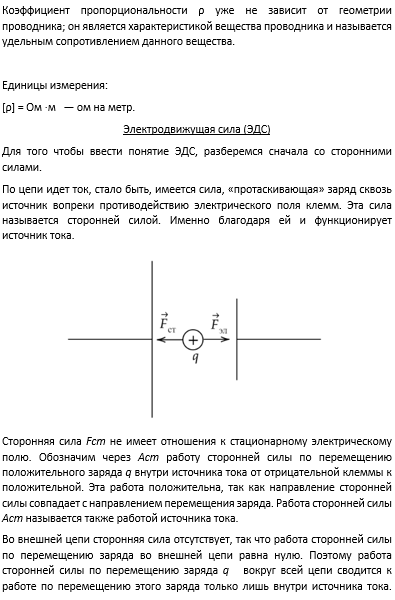 Коэффициент пропорциональности ρ уже не зависит от геометрии
проводника; он является характеристикой вещества проводника и называется
удельным сопротивлением данного вещества.
Единицы измерения:
[ρ] = Ом ·м — ом на метр.
Электродвижущая сила (ЭДС)
Для того чтобы ввести понятие ЭДС, разберемся сначала со сторонними
силами.
По цепи идет ток, стало быть, имеется сила, «протаскивающая» заряд сквозь
источник вопреки противодействию электрического поля клемм. Эта сила
называется сторонней силой. Именно благодаря ей и функционирует
источник тока.
F⃗ст F⃗эл
+
q
Сторонняя сила Fст не имеет отношения к стационарному электрическому
полю. Обозначим через Аст работу сторонней силы по перемещению
положительного заряда q внутри источника тока от отрицательной клеммы к
положительной. Эта работа положительна, так как направление сторонней
силы совпадает с направлением перемещения заряда. Работа сторонней силы
Аст называется также работой источника тока.
Во внешней цепи сторонняя сила отсутствует, так что работа сторонней силы
по перемещению заряда во внешней цепи равна нулю. Поэтому работа
сторонней силы по перемещению заряда q вокруг всей цепи сводится к
работе по перемещению этого заряда только лишь внутри источника тока.